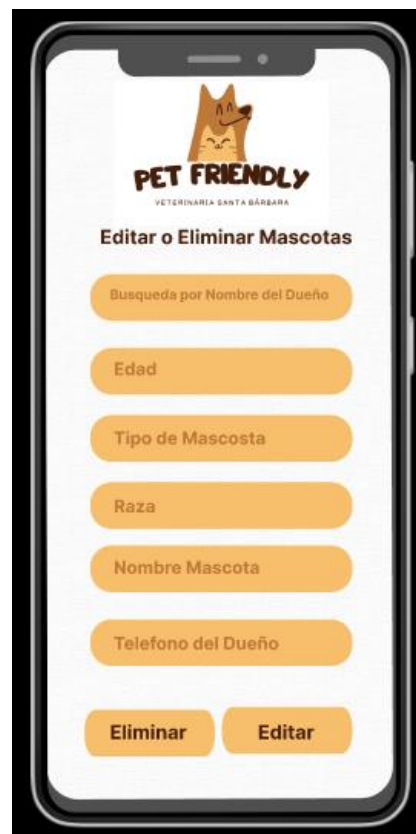 PET FRIENDLY
VETERINARIA SANTA BÁRBARA
Editar o Eliminar Mascotas
Busqueda por Nombre del Dueño
Edad
Tipo de Mascosta
Raza
Nombre Mascota
Telefono del Dueño
Eliminar Editar